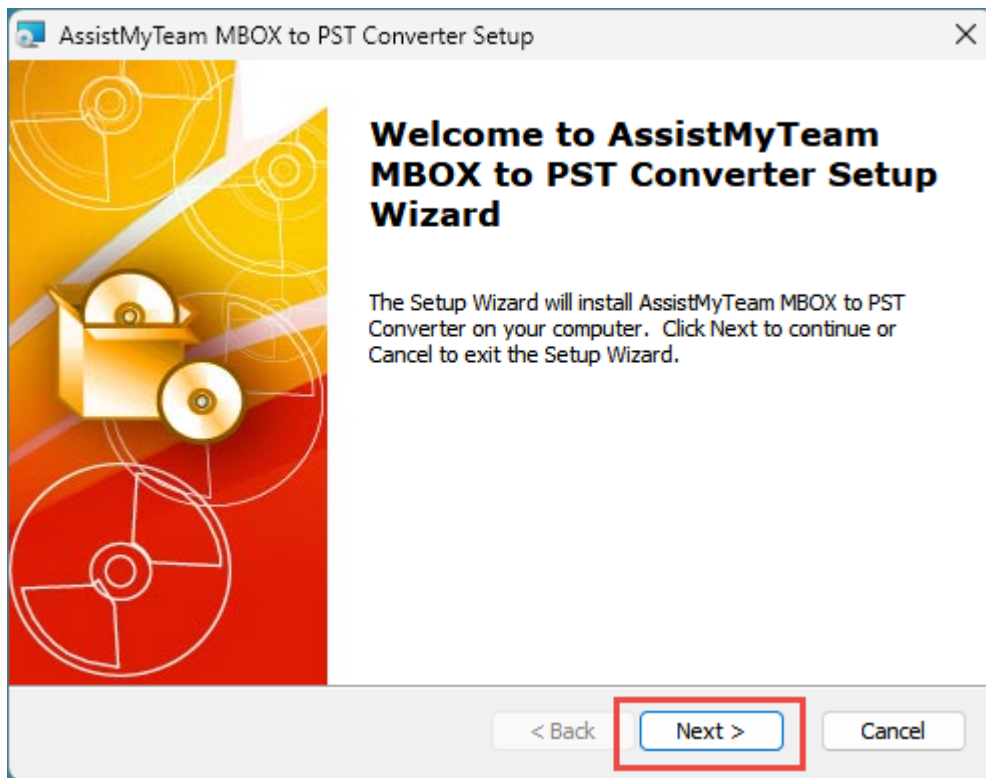 AssistMyTeam MBOX to PST Converter Setup
Welcome to AssistMyTeam
MBOX to PST Converter Setup
Wizard
The Setup Wizard will install AssistMyTeam MBOX to PST
Converter on your computer. Click Next to continue or
Cancel to exit the Setup Wizard.
< Back
Next >
Cancel